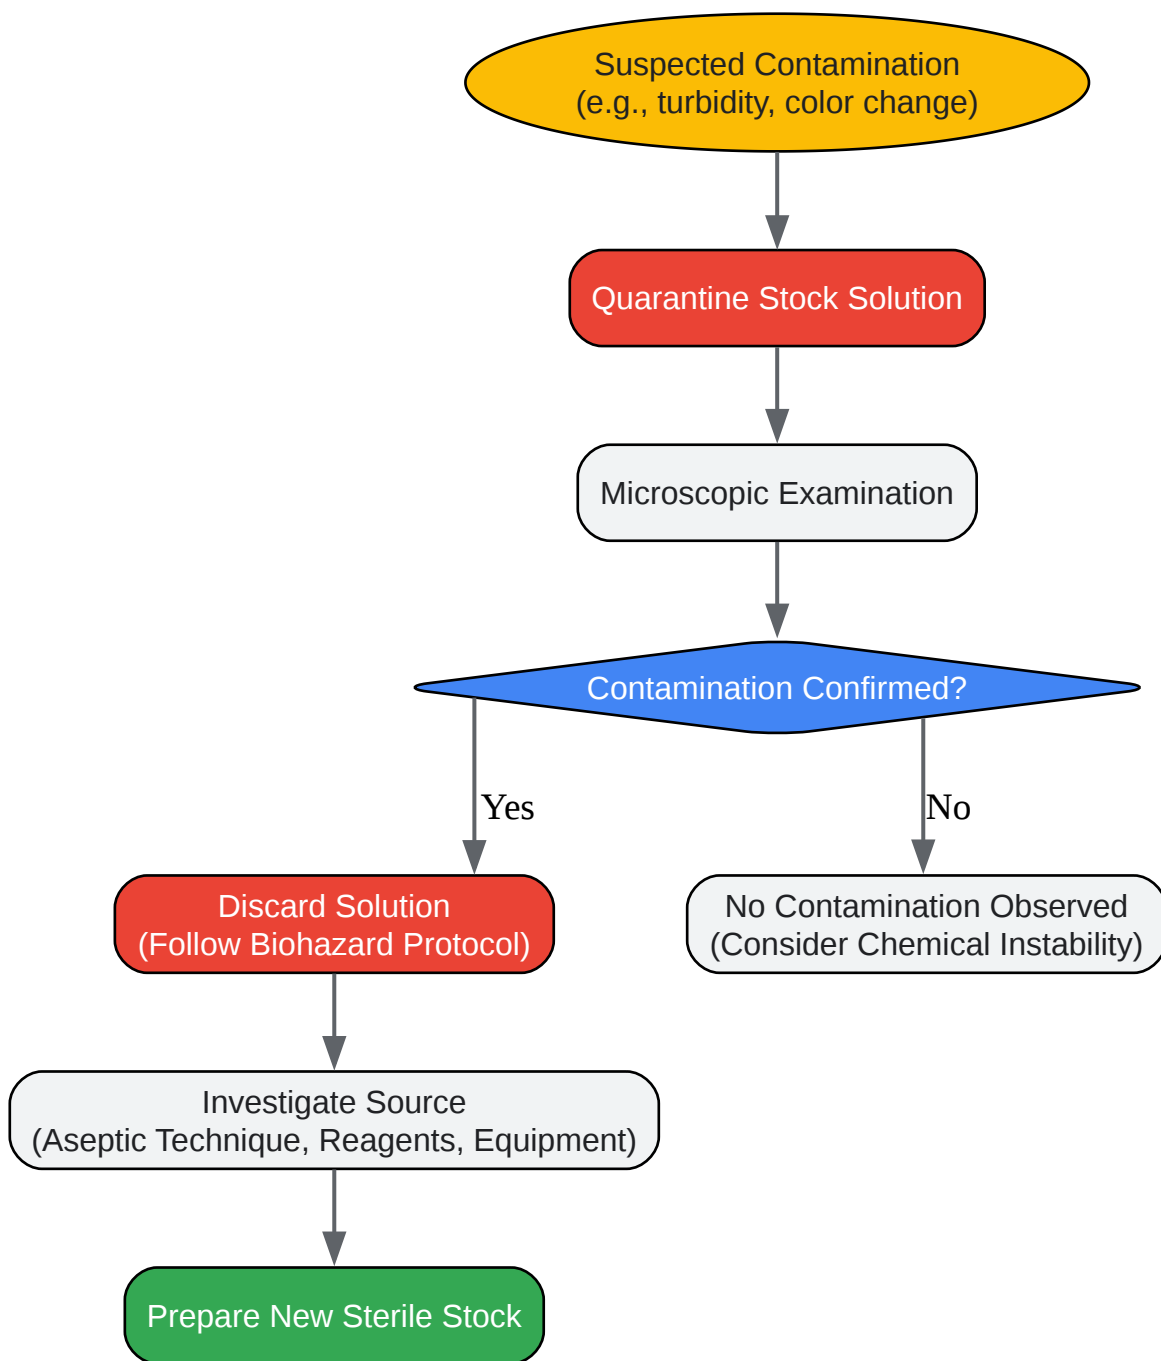 Suspected Contamination
(e.g., turbidity, color change)
Quarantine Stock Solution
Microscopic Examination
Contamination Confirmed?
Yes
No
Discard Solution
(Follow Biohazard Protocol)
No Contamination Observed
(Consider Chemical Instability)
Investigate Source
(Aseptic Technique, Reagents, Equipment)
Prepare New Sterile Stock